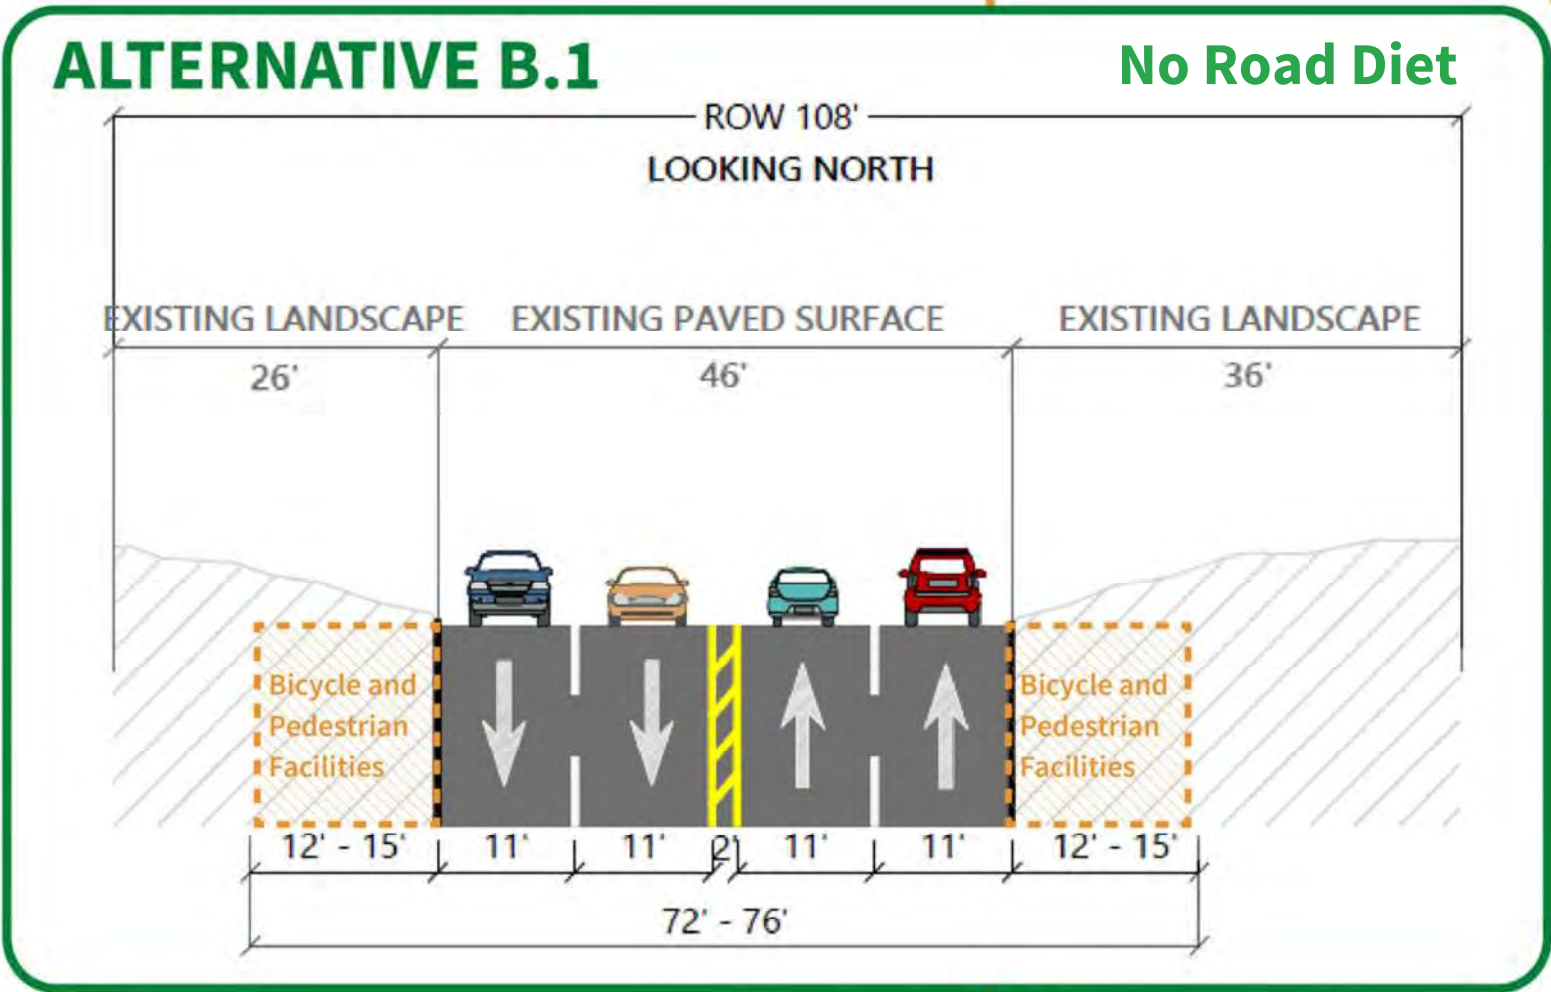 ALTERNATIVE B.1
No Road Diet
ROW 108'
LOOKING NORTH
EXISTING LANDSCAPE
EXISTING PAVED SURFACE
EXISTING LANDSCAPE
26'
46'
36'
Bicycle and
Pedestrian
Facilities
Bicycle and
Pedestrian
Facilities
12' - 15'
11'
11'
2'
11'
11'
12' - 15'
72' - 76'